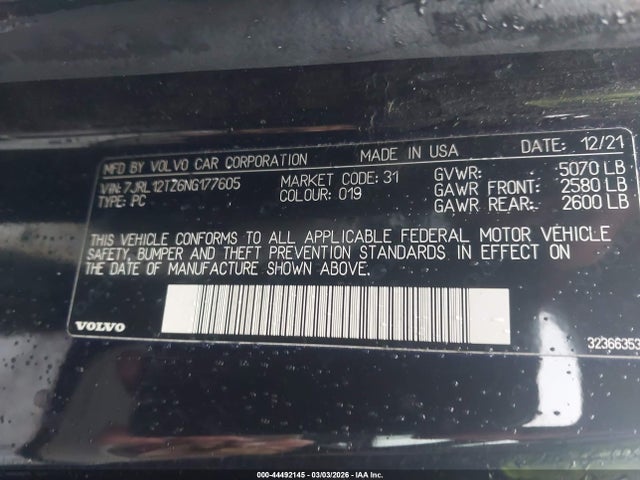 MFD BY VOLVO CAR CORPORATION MADE IN USA DATE: 12/21
VIN: 7JRL12TZ6NG177605 MARKET CODE: 31 GVWR: 5070 LB
TYPE: PC COLOUR: 019 GAWR FRONT: 2580 LB
GAWR REAR: 2600 LB
THIS VEHICLE CONFORMS TO ALL APPLICABLE FEDERAL MOTOR VEHICLE
SAFETY, BUMPER AND THEFT PREVENTION STANDARDS IN EFFECT ON
THE DATE OF MANUFACTURE SHOWN ABOVE.
VOLVO
32366353
000-44492145 - 03/03/2026 - IAA Inc.